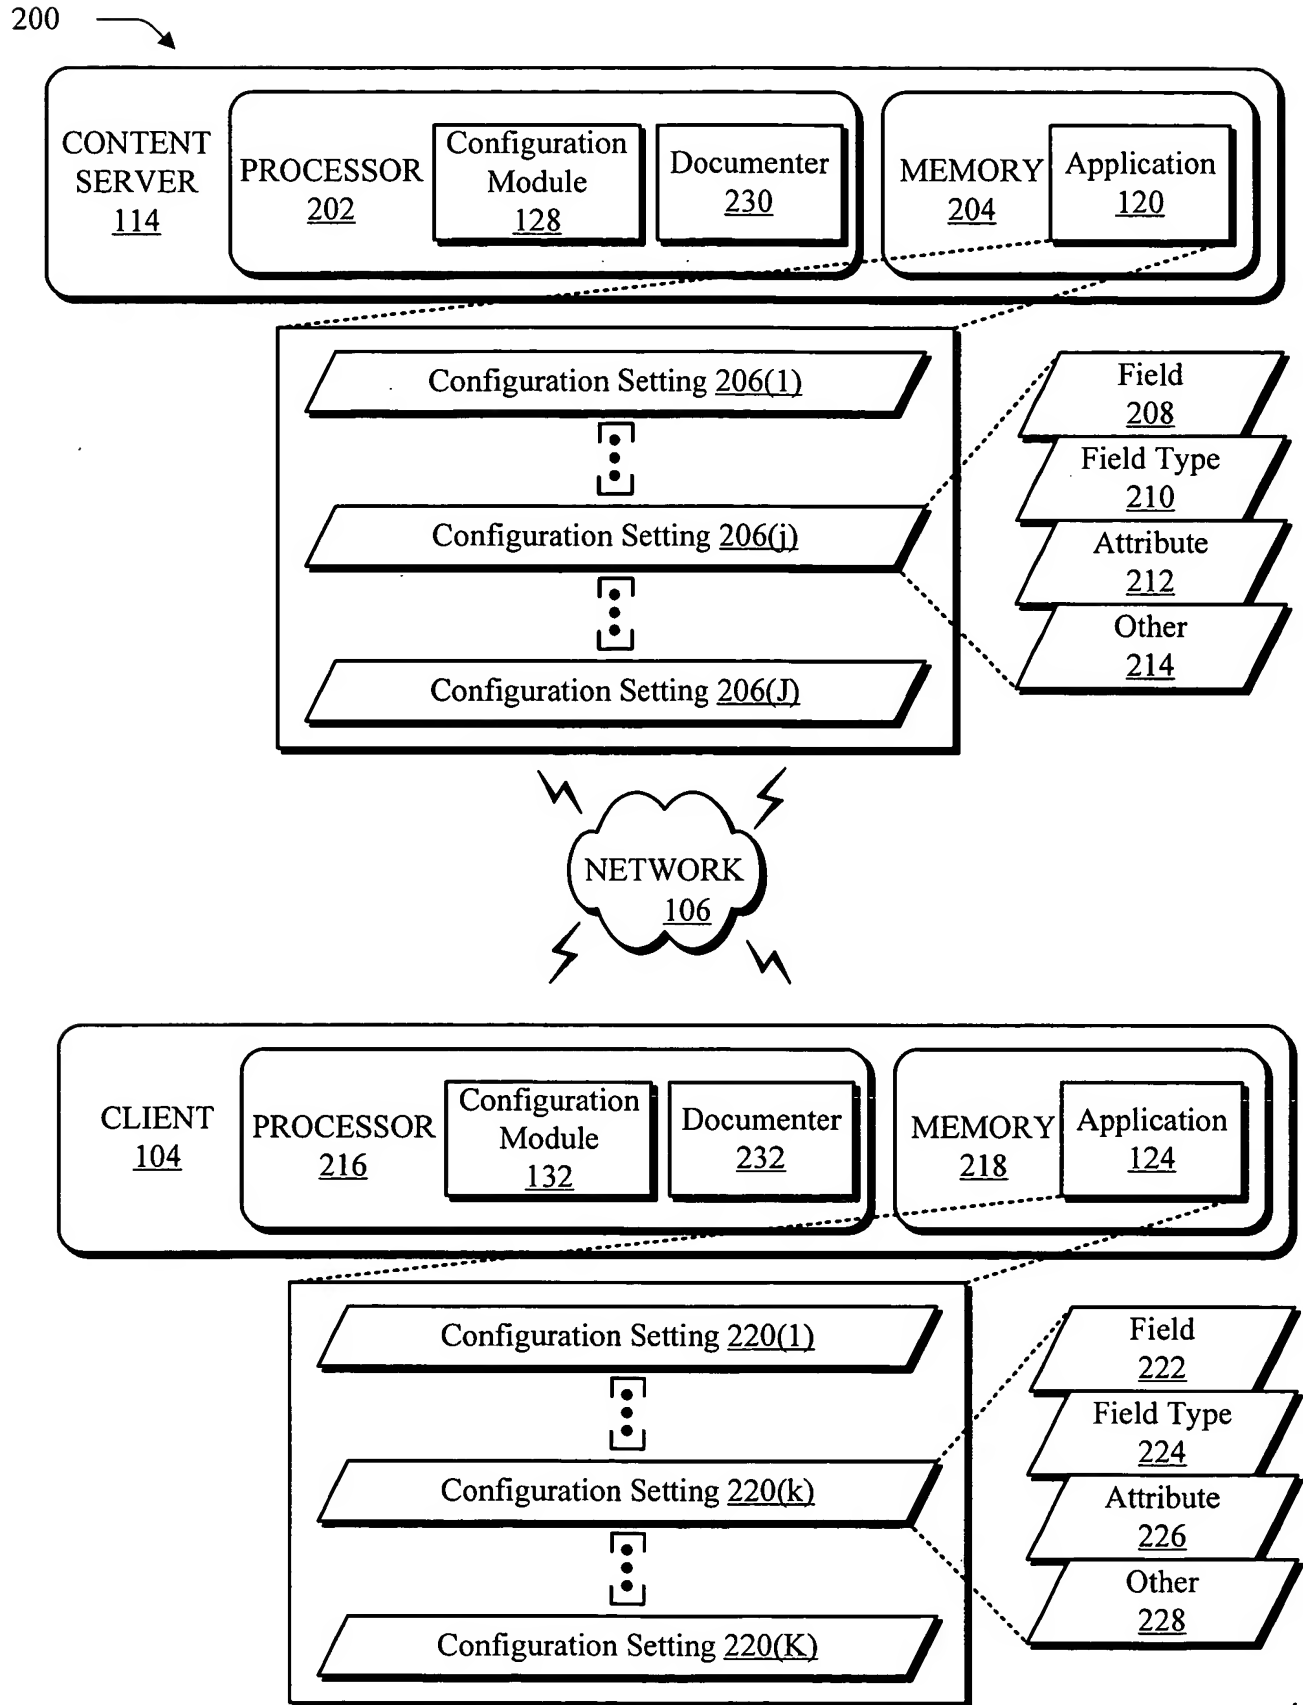 200
CONTENT
SERVER
114
PROCESSOR
202
Configuration
Module
128
Documenter
230
MEMORY
204
Application
120
Configuration Setting 206(1)
Configuration Setting 206(j)
Configuration Setting 206(J)
Field
208
Field Type
210
Attribute
212
Other
214
NETWORK
106
CLIENT
104
PROCESSOR
216
Configuration
Module
132
Documenter
232
MEMORY
218
Application
124
Configuration Setting 220(1)
Configuration Setting 220(k)
Configuration Setting 220(K)
Field
222
Field Type
224
Attribute
226
Other
228